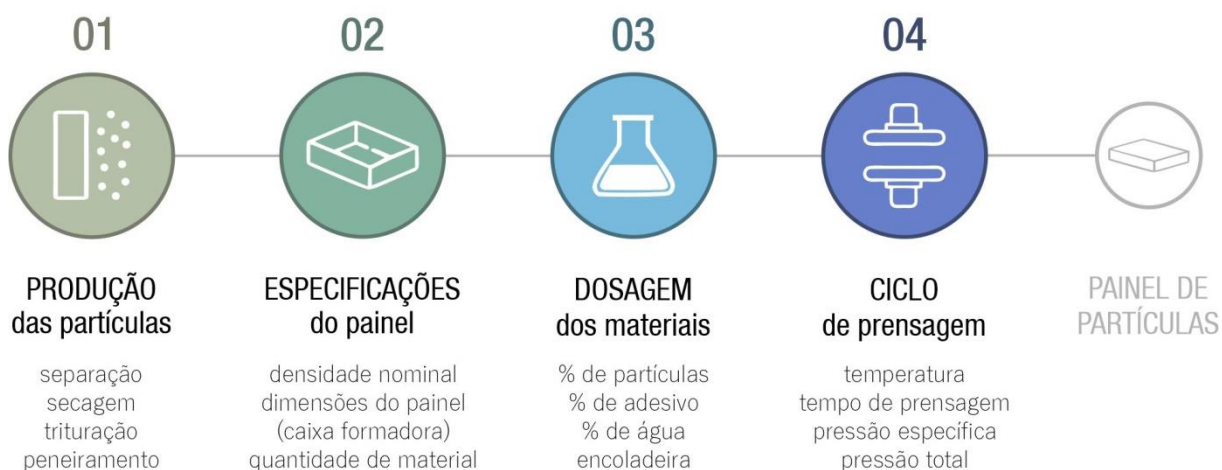 01
PRODUÇÃO
das partículas
separação
secagem
trituração
peneiramento
02
ESPECIFICAÇÕES
do painel
densidade nominal
dimensões do painel
(caixa formadora)
quantidade de material
03
DOSAGEM
dos materiais
% de partículas
% de adesivo
% de água
encoladeira
04
CICLO
de prensagem
temperatura
tempo de prensagem
pressão específica
pressão total
PAINEL DE
PARTÍCULAS